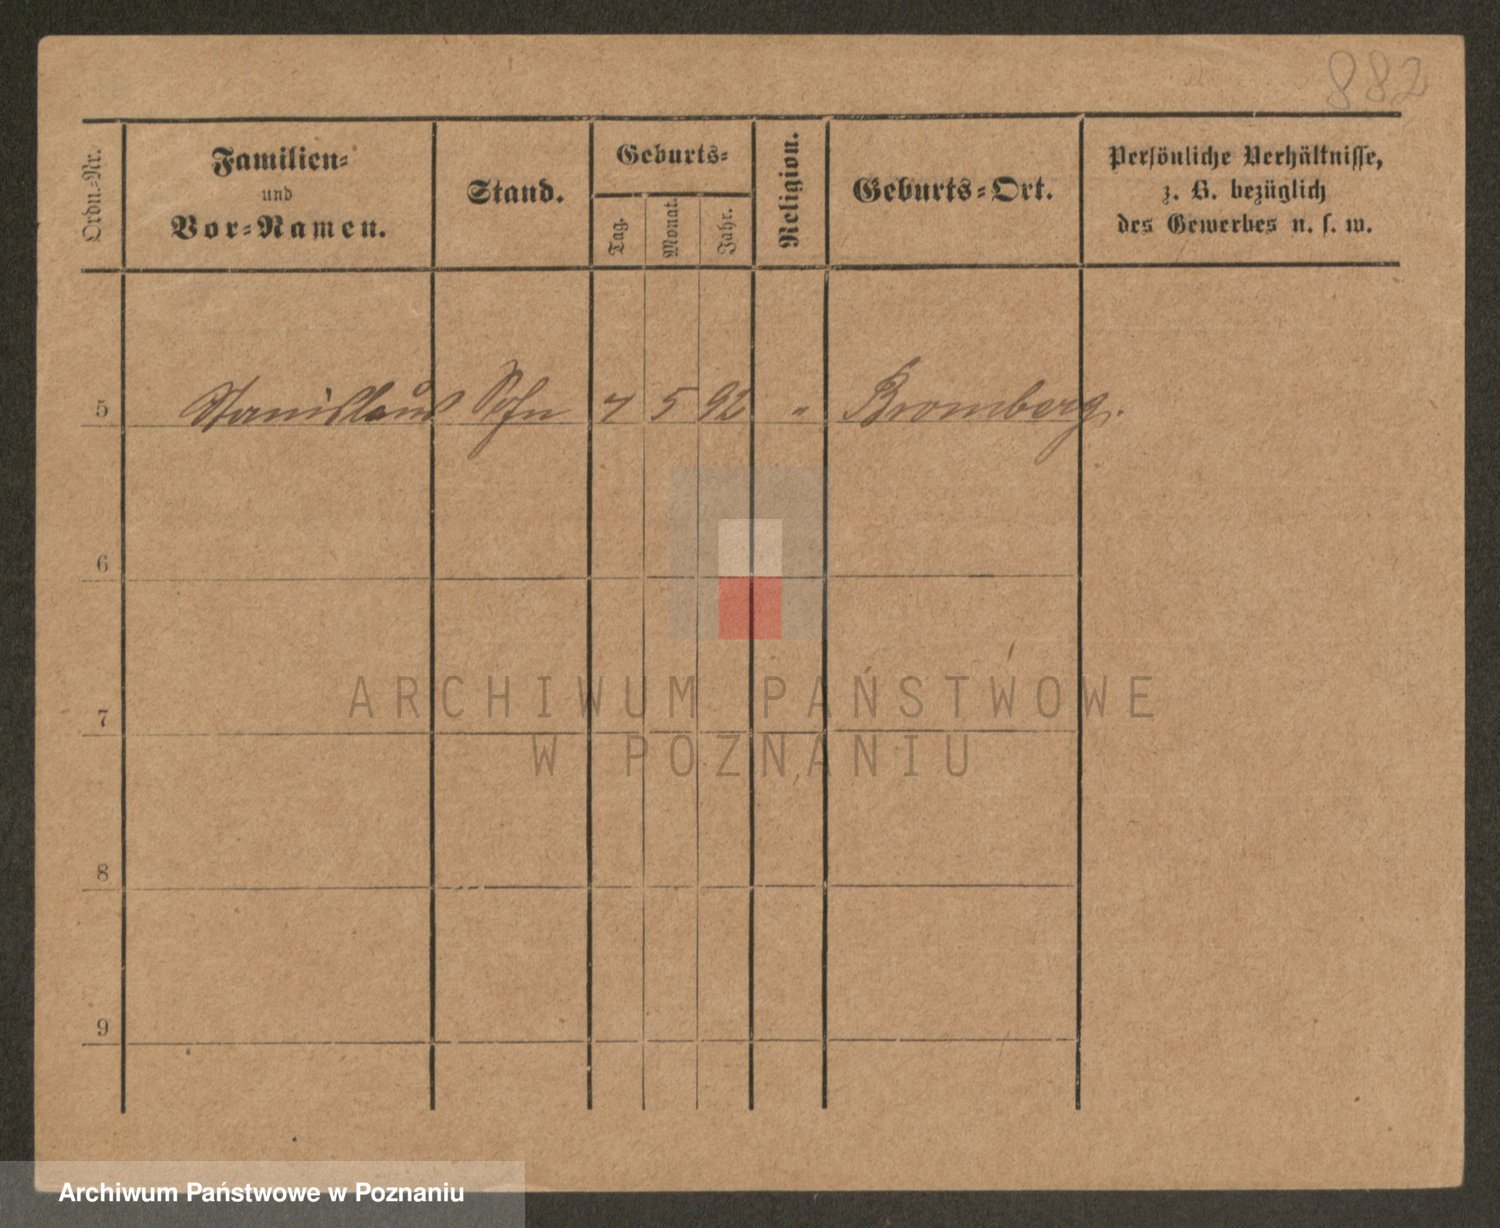 882
Ordn.-Nr.
Familien-
und
Vor-Namen.
Stand.
Geburts-
Tag.
Monat.
Jahr.
Religion.
Geburts-Ort.
Persönliche Verhältnisse,
z. B. bezüglich
des Gewerbes u. s. w.
5 Stanislaus Sohn 7 5 92 " Bromberg.
6
7
8
9
ARCHIWUM PAŃSTWOWE
W POZNANIU
Archiwum Państwowe w Poznaniu